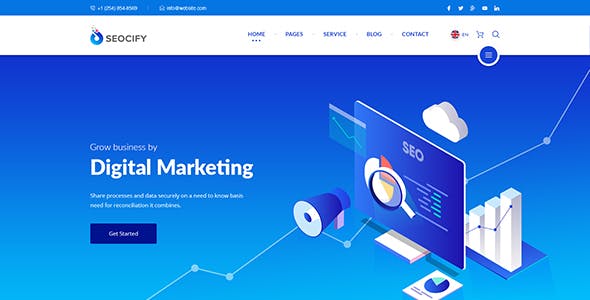 +1 (254) 854-8569 info@website.com
SEOCIFY HOME PAGES SERVICE BLOG CONTACT EN
SEO
Grow business by
Digital Marketing
Share processes and data securely on a need to know basis
need for reconciliation it combines.
Get Started